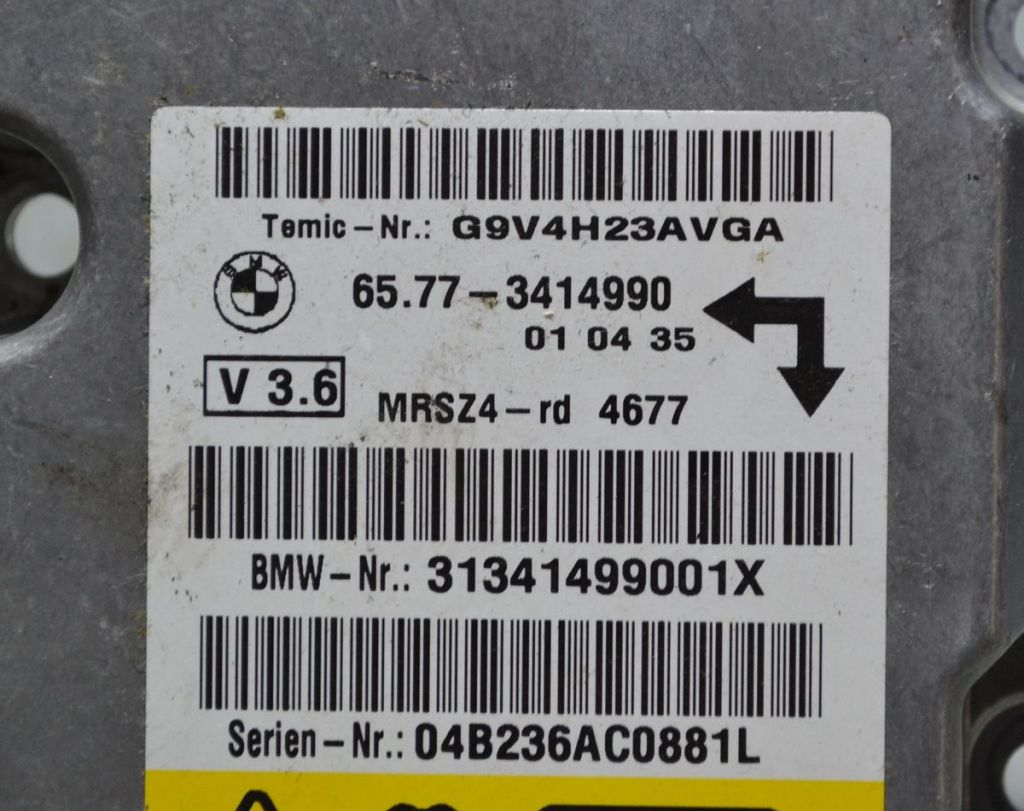 Temic-Nr.: G9V4H23AVGA
BMW
65.77-3414990
01 04 35
V 3.6
MRSZ4-rd 4677
BMW-Nr.: 31341499001X
Serien-Nr.: 04B236AC0881L